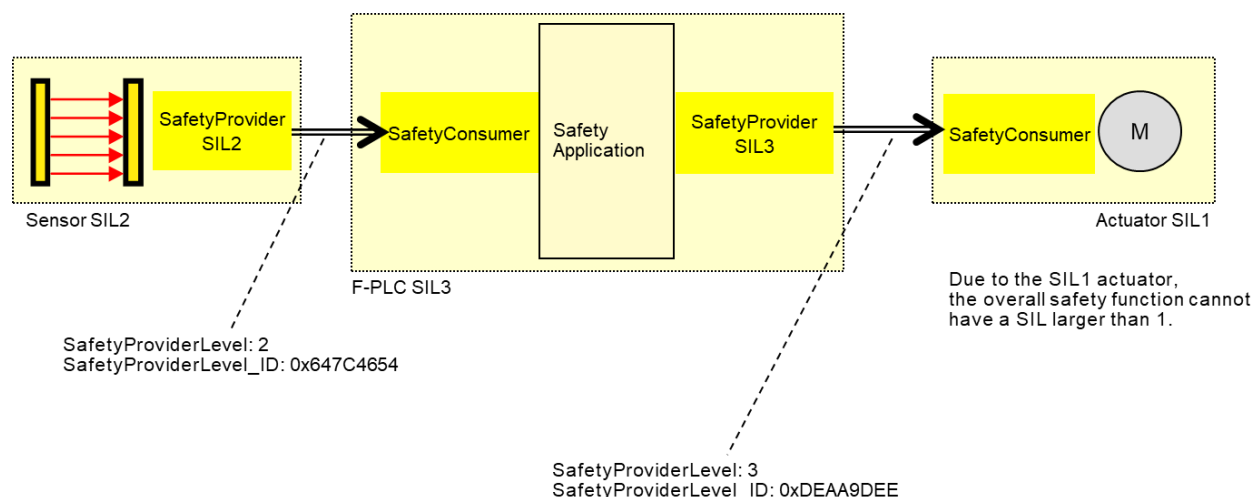 SafetyProvider
SIL2
Sensor SIL2
SafetyConsumer
Safety
Application
SafetyProvider
SIL3
F-PLC SIL3
SafetyConsumer
M
Actuator SIL1
Due to the SIL1 actuator,
the overall safety function cannot
have a SIL larger than 1.
SafetyProviderLevel: 2
SafetyProviderLevel_ID: 0x647C4654
SafetyProviderLevel: 3
SafetyProviderLevel_ID: 0xDEAA9DEE